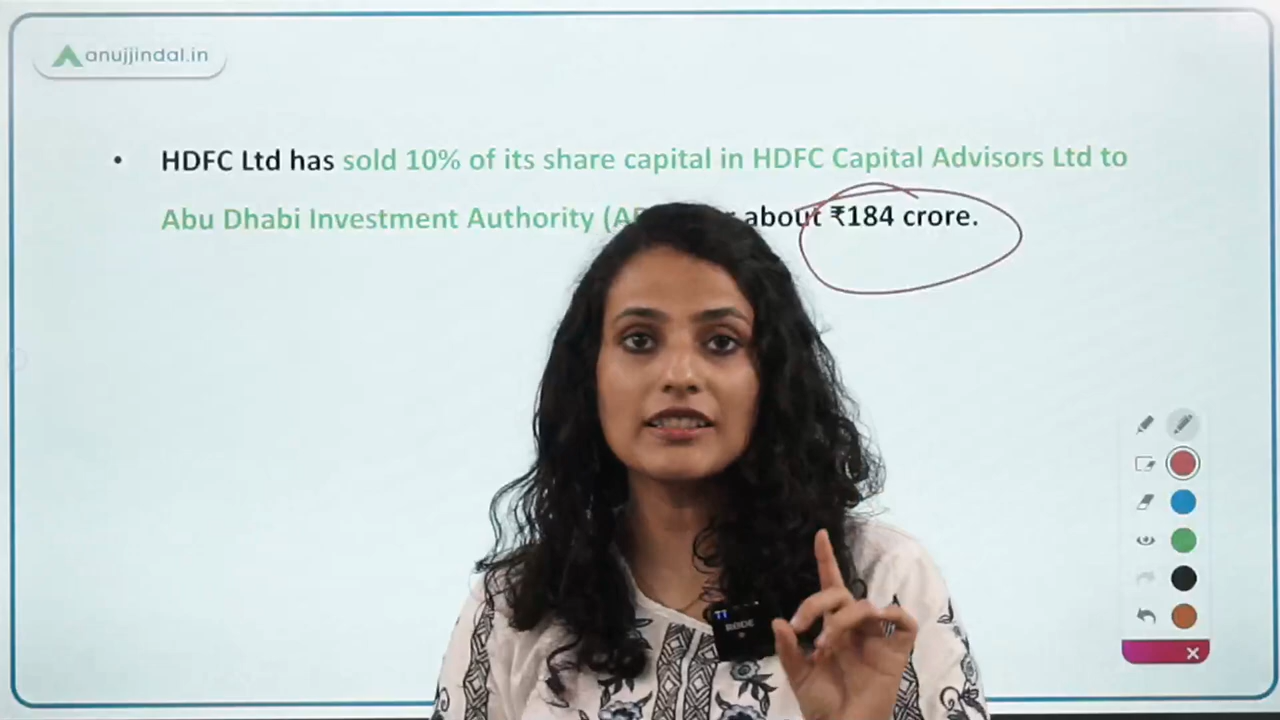 anujjindal.in
• HDFC Ltd has sold 10% of its share capital in HDFC Capital Advisors Ltd to
Abu Dhabi Investment Authority ( about ₹184 crore.
RØDE